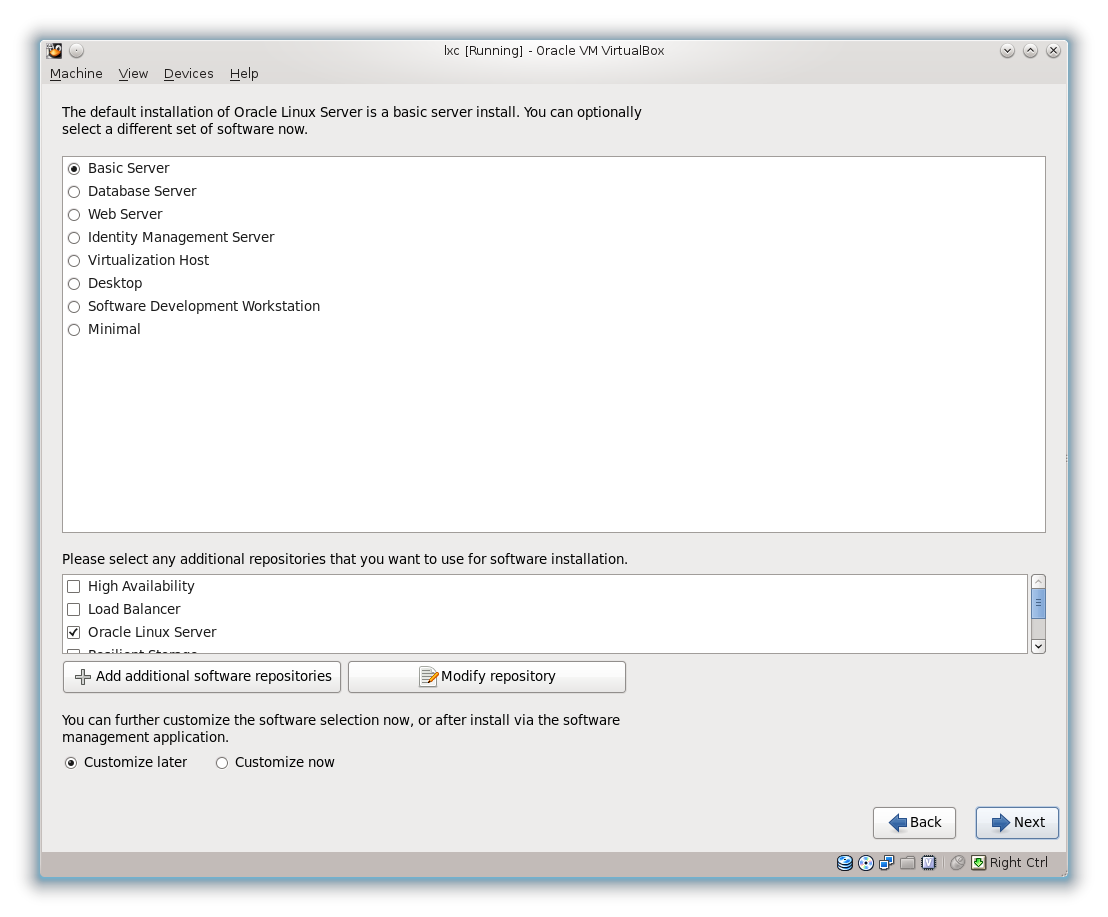 lxc [Running] - Oracle VM VirtualBox
Machine View Devices Help
The default installation of Oracle Linux Server is a basic server install. You can optionally
select a different set of software now.
Basic Server
Database Server
Web Server
Identity Management Server
Virtualization Host
Desktop
Software Development Workstation
Minimal
Please select any additional repositories that you want to use for software installation.
High Availability
Load Balancer
Oracle Linux Server
Resilient Storage
Add additional software repositories Modify repository
You can further customize the software selection now, or after install via the software
management application.
Customize later Customize now
Back Next
Right Ctrl